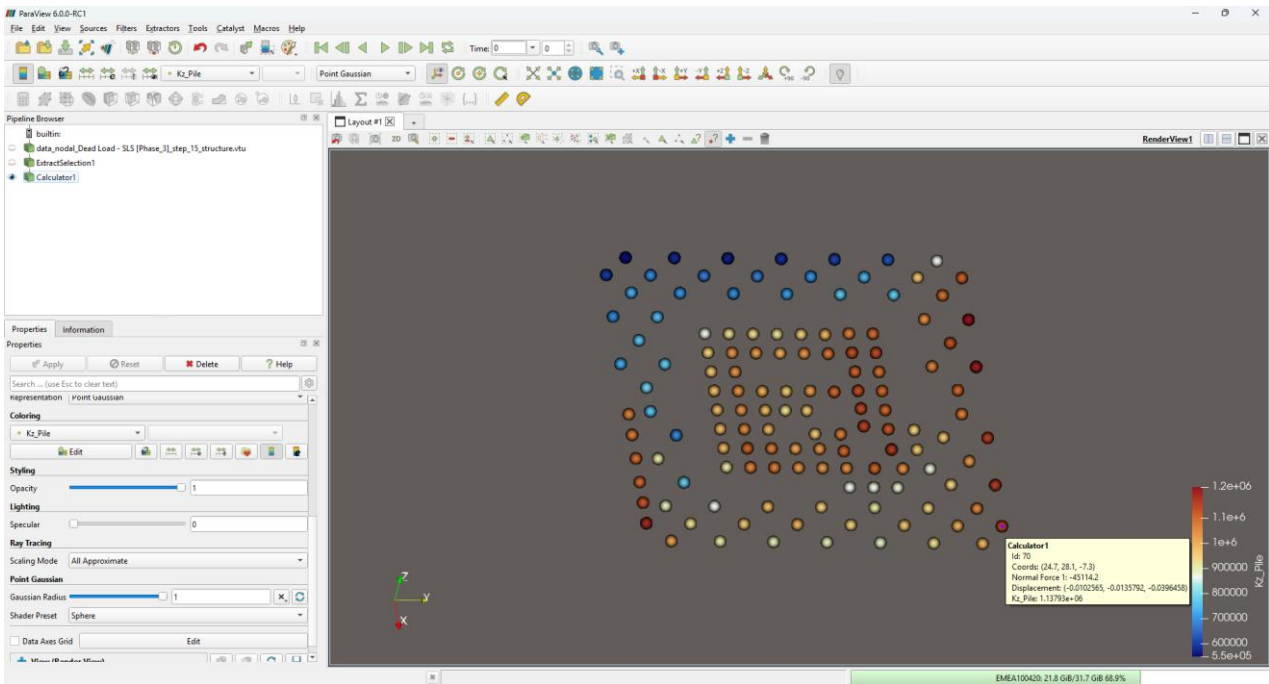 ParaView 6.0.0-RC1
File Edit View Sources Filters Extractors Tools Catalyst Macros Help
Time: 0 0
Kz_Pile Point Gaussian
Pipeline Browser
builtin:
data_nodal_Dead Load - SLS [Phase_3]_step_15_structure.vtu
ExtractSelection1
Calculator1
Layout #1
2D
RenderView1
Properties Information
Properties
Apply Reset Delete ? Help
Search ... (use Esc to clear text)
Representation Point Gaussian
Coloring
Kz_Pile
Edit
Styling
Opacity 1
Lighting
Specular 0
Ray Tracing
Scaling Mode All Approximate
Point Gaussian
Gaussian Radius 1
Shader Preset Sphere
Data Axes Grid Edit
View (Render View)
Z
Y
X
1.2e+06
1.1e+6
1e+6
900000
800000
700000
600000
5.5e+05
Kz_Pile
Calculator1
Id: 70
Coords: (24.7, 28.1, -7.3)
Normal Force 1: -45114.2
Displacement: (-0.0102565, -0.0135792, -0.0396458)
Kz_Pile: 1.13793e+06
EMEA100420: 21.8 GiB/31.7 GiB 68.9%